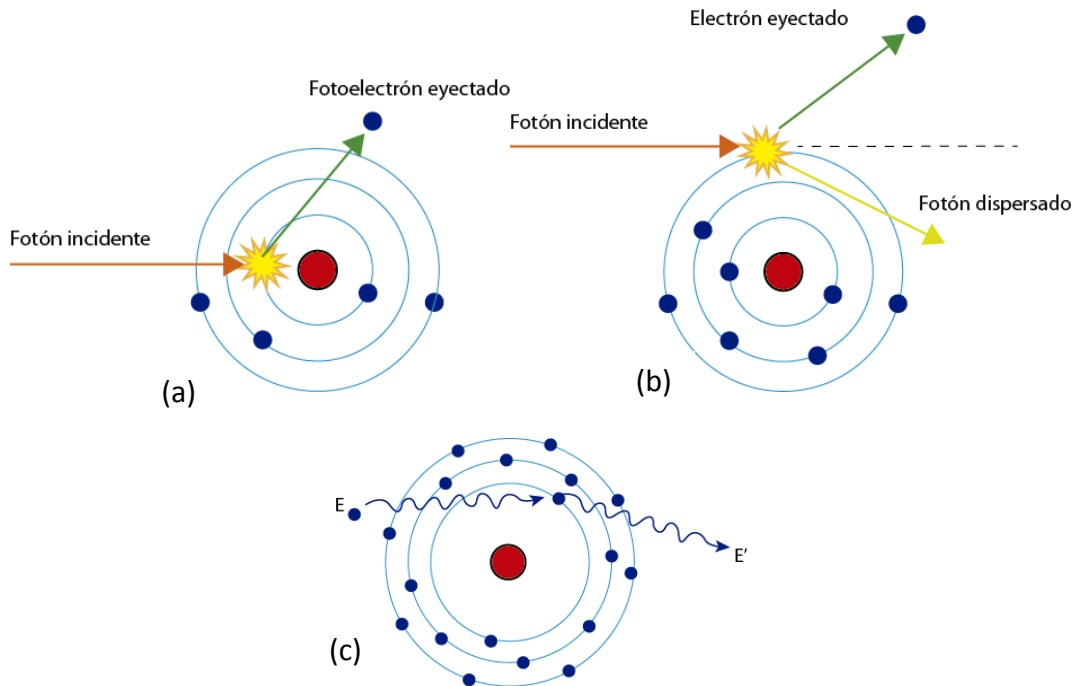 Electrón eyectado
Fotoelectrón eyectado
Fotón incidente
Fotón incidente
Fotón dispersado
(a)
(b)
E
E'
(c)